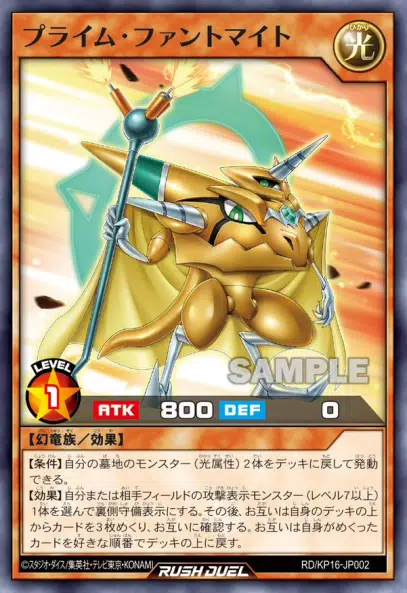 プライム・ファントマイト
ひかり
光
SAMPLE
LEVEL
1
ATK 800 DEF 0
【幻竜族/効果】
【条件】自分の墓地のモンスター(光属性)2体をデッキに戻して発動
できる。
【効果】自分または相手フィールドの攻撃表示モンスター(レベル7以上)
1体を選んで裏側守備表示にする。その後、お互いは自身のデッキの上
からカードを3枚めくり、お互いに確認する。お互いは自身がめくった
カードを好きな順番でデッキの上に戻す。
©スタジオ・ダイス/集英社・テレビ東京・KONAMI
RUSH DUEL
RD/KP16-JP002